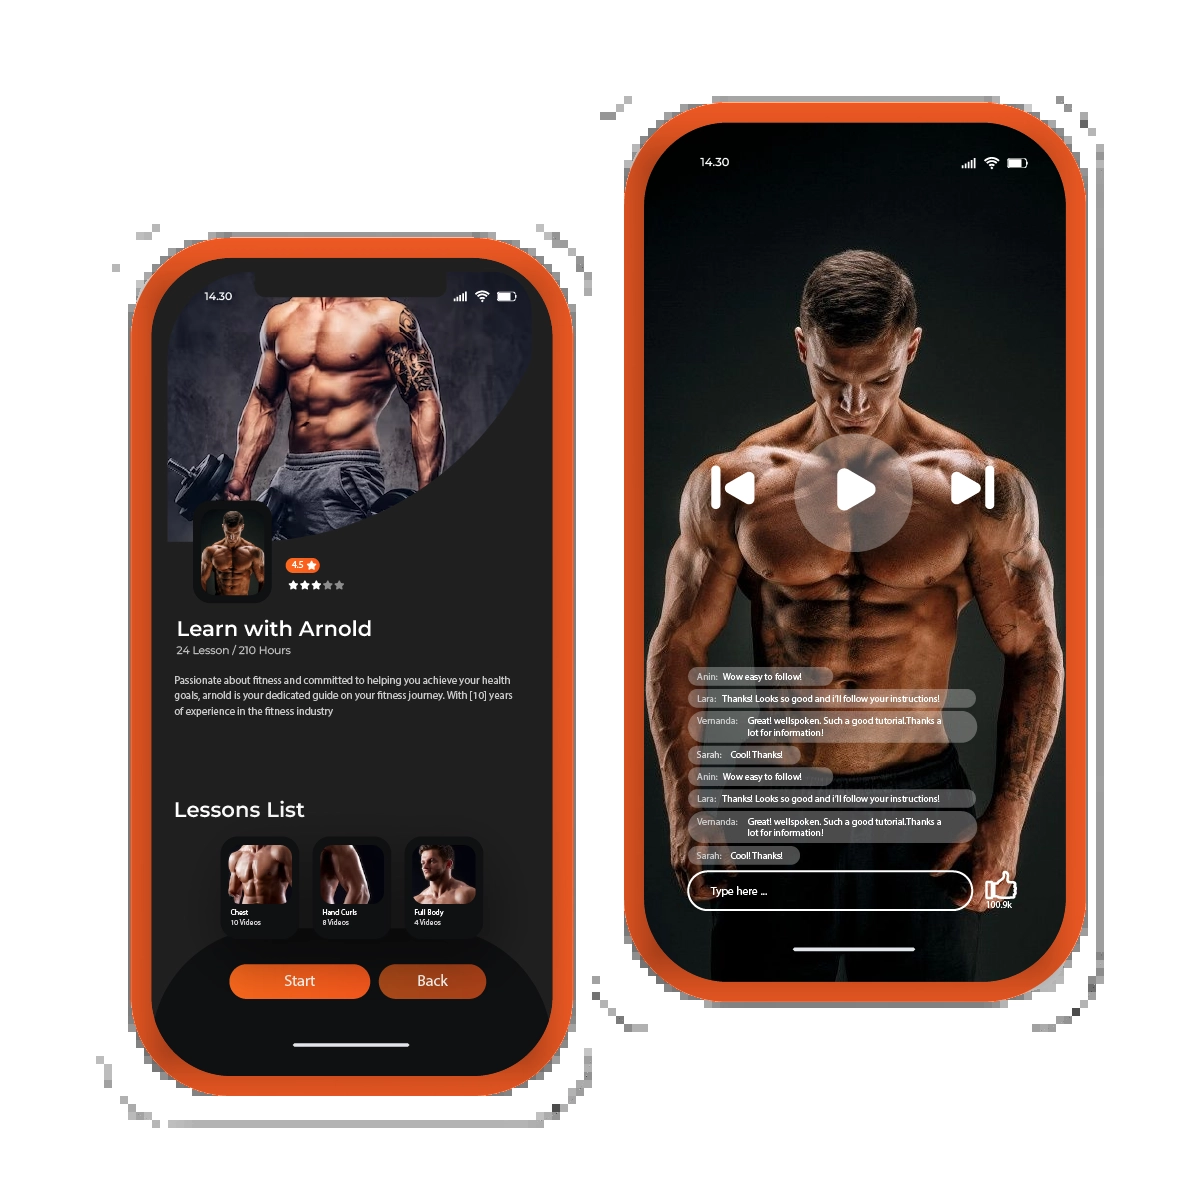 14.30
4.5
Learn with Arnold
24 Lesson / 210 Hours
Passionate about fitness and committed to helping you achieve your health
goals, arnold is your dedicated guide on your fitness journey. With [10] years
of experience in the fitness industry
Lessons List
Chest
10 Videos
Hand Curls
8 Videos
Full Body
4 Videos
Start
Back
14.30
Anin: Wow easy to follow!
Lara: Thanks! Looks so good and i'll follow your instructions!
Vernanda: Great! wellspoken. Such a good tutorial.Thanks a
lot for information!
Sarah: Cool! Thanks!
Anin: Wow easy to follow!
Lara: Thanks! Looks so good and i'll follow your instructions!
Vernanda: Great! wellspoken. Such a good tutorial.Thanks a
lot for information!
Sarah: Cool! Thanks!
Type here ...
100.9k